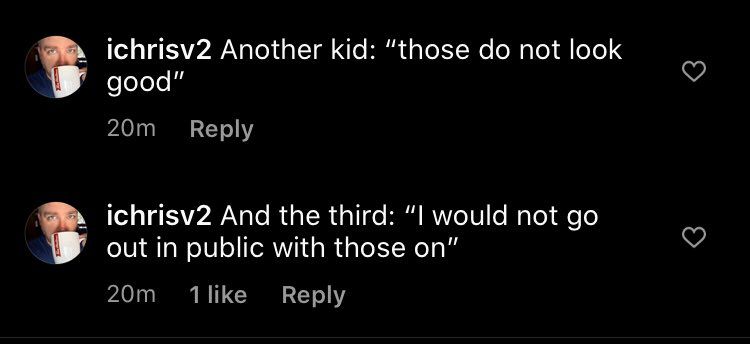 ichrisv2 Another kid: “those do not look
good”
20m Reply
ichrisv2 And the third: “I would not go
out in public with those on”
20m 1 like Reply